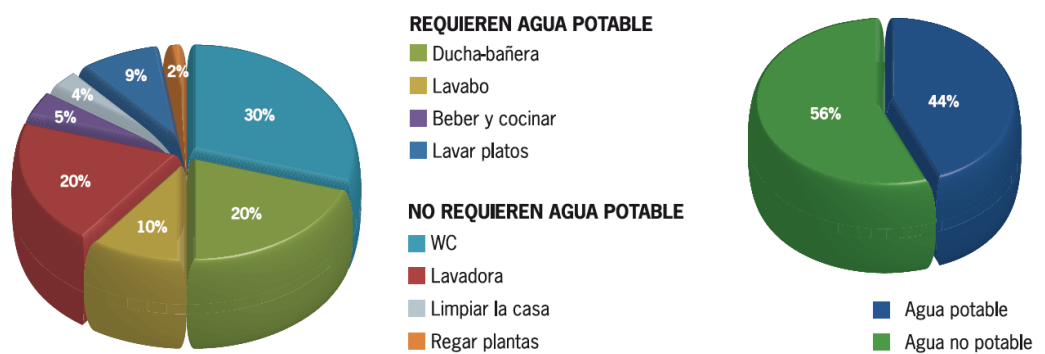 30%
20%
10%
20%
5%
4%
9%
2%
REQUIEREN AGUA POTABLE
Ducha-bañera
Lavabo
Beber y cocinar
Lavar platos
NO REQUIEREN AGUA POTABLE
WC
Lavadora
Limpiar la casa
Regar plantas
56%
44%
Agua potable
Agua no potable